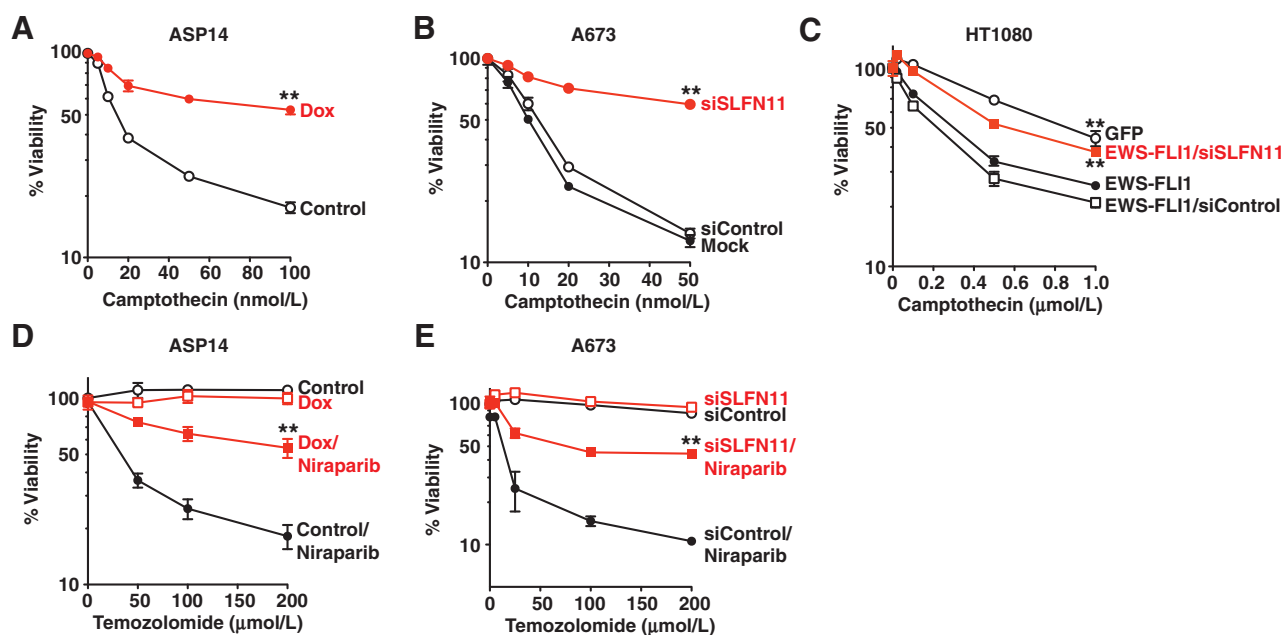 A
ASP14
% Viability
100
50
10
**
Dox
Control
0 20 40 60 80 100
Camptothecin (nmol/L)
B
A673
% Viability
100
50
10
**
siSLFN11
siControl
Mock
0 10 20 30 40 50
Camptothecin (nmol/L)
C
HT1080
% Viability
100
50
10
**
GFP
EWS-FLI1/siSLFN11
**
EWS-FLI1
EWS-FLI1/siControl
0 0.2 0.4 0.6 0.8 1.0
Camptothecin (μmol/L)
D
ASP14
% Viability
100
50
10
Control
Dox
**
Dox/
Niraparib
Control/
Niraparib
0 50 100 150 200
Temozolomide (μmol/L)
E
A673
% Viability
100
50
10
siSLFN11
siControl
**
siSLFN11/
Niraparib
siControl/
Niraparib
0 50 100 150 200
Temozolomide (μmol/L)